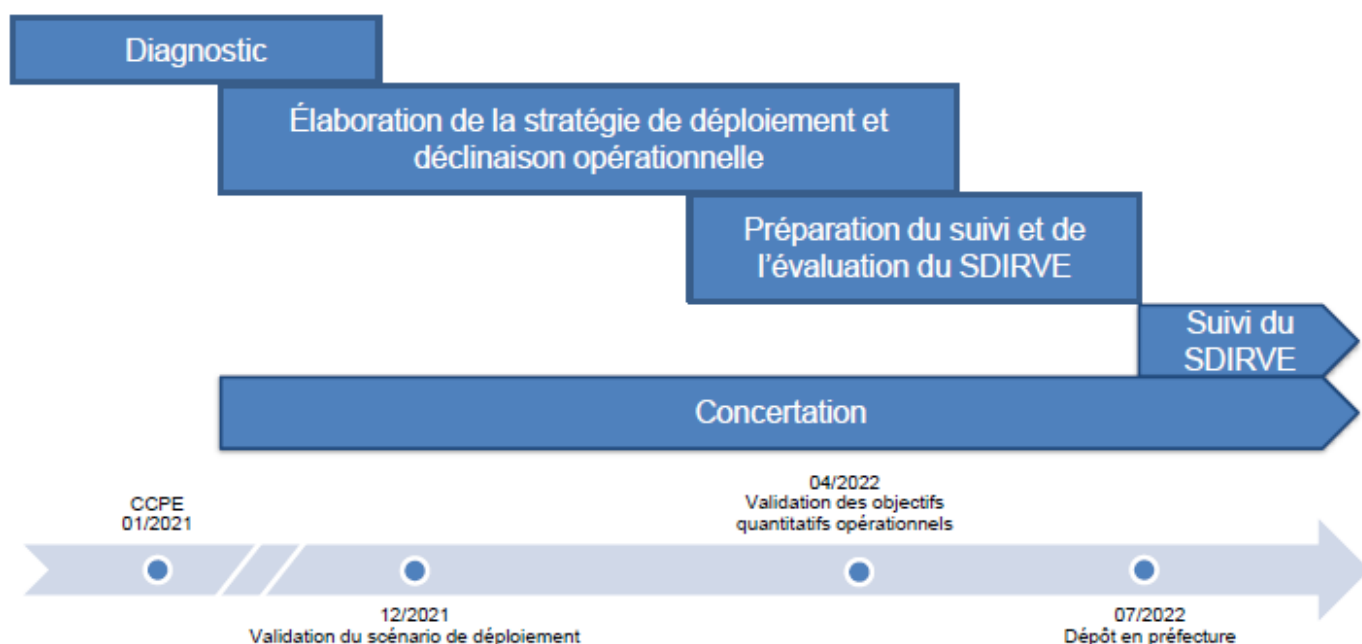 Diagnostic
Élaboration de la stratégie de déploiement et
déclinaison opérationnelle
Préparation du suivi et de
l'évaluation du SDIRVE
Suivi du
SDIRVE
Concertation
CCPE
01/2021
04/2022
Validation des objectifs
quantitatifs opérationnels
12/2021
Validation du scénario de déploiement
07/2022
Dépôt en préfecture